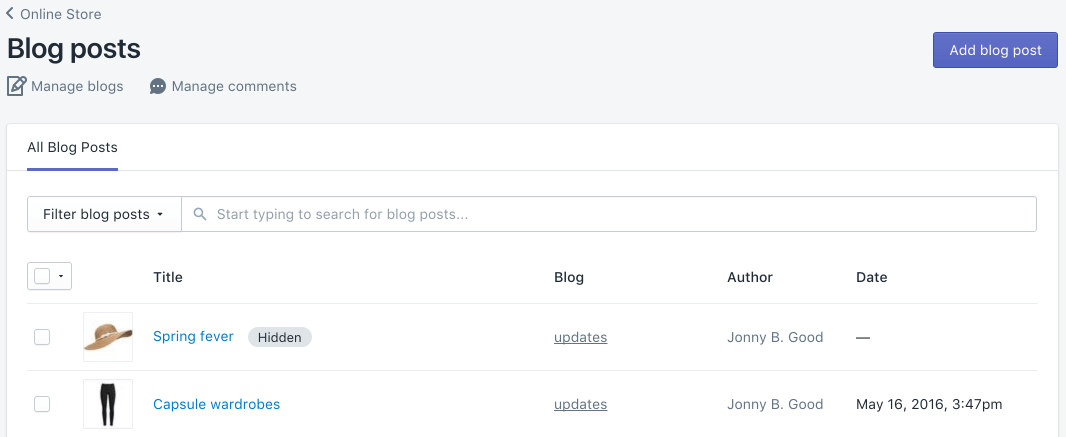 Online Store
Blog posts
Add blog post
Manage blogs Manage comments
All Blog Posts
Filter blog posts Start typing to search for blog posts...
Title Blog Author Date
Spring fever Hidden updates Jonny B. Good —
Capsule wardrobes updates Jonny B. Good May 16, 2016, 3:47pm